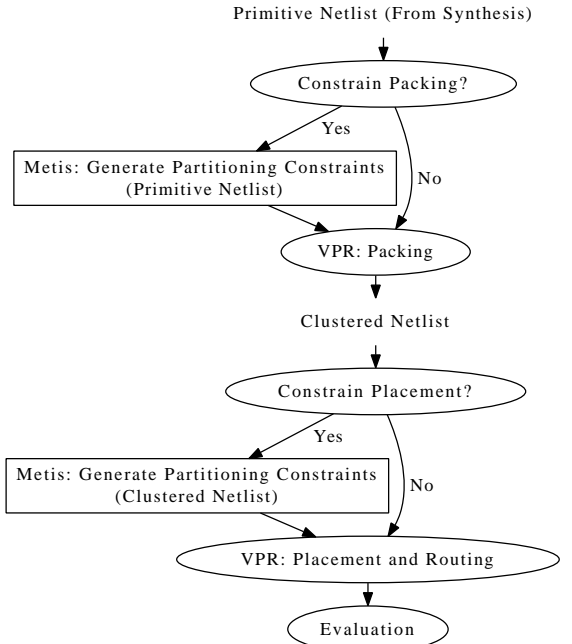 Primitive Netlist (From Synthesis)
Constrain Packing?
Yes
Metis: Generate Partitioning Constraints
(Primitive Netlist)
No
VPR: Packing
Clustered Netlist
Constrain Placement?
Yes
Metis: Generate Partitioning Constraints
(Clustered Netlist)
No
VPR: Placement and Routing
Evaluation